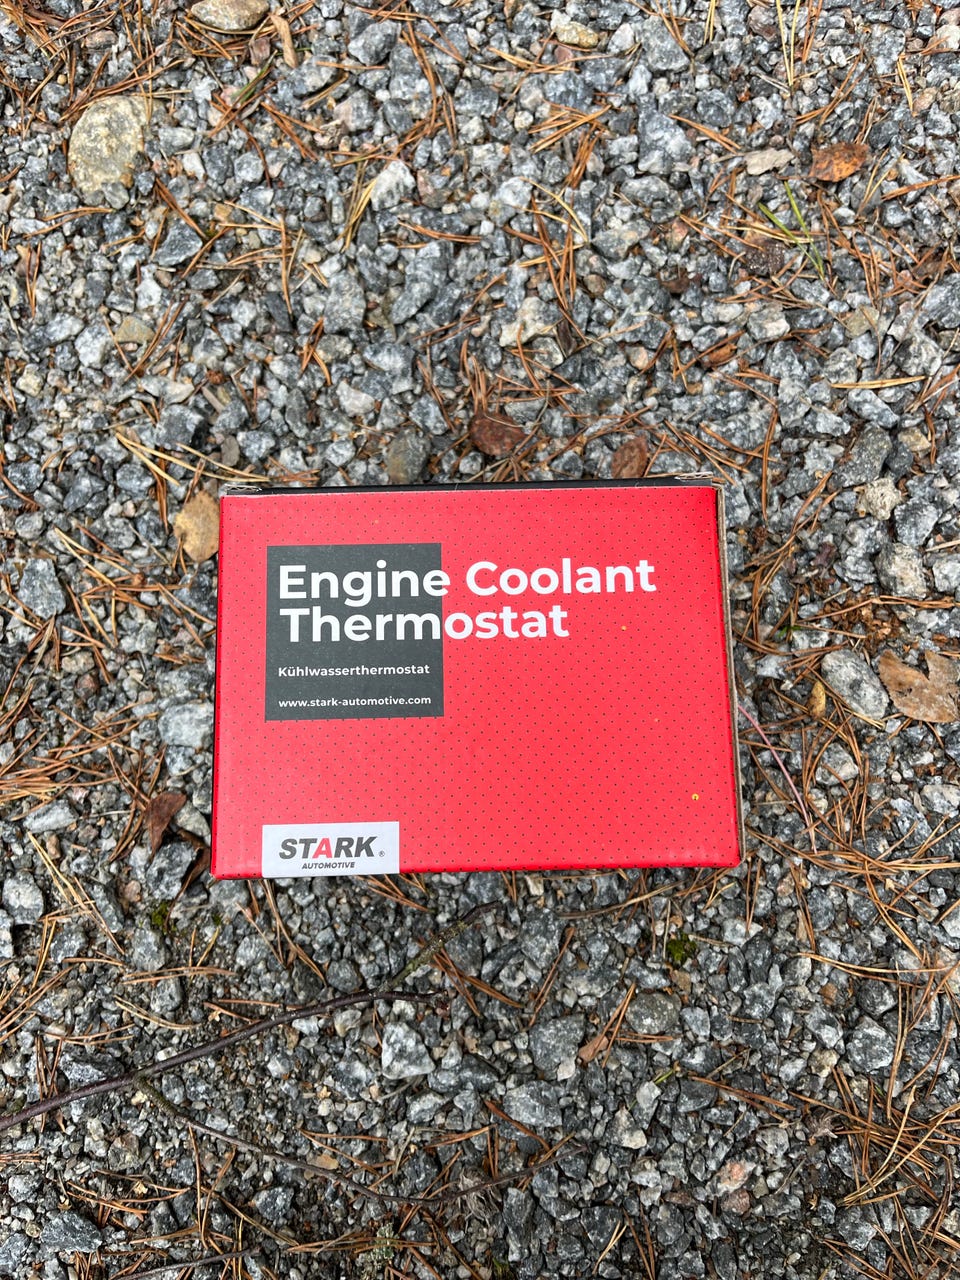 Engine Coolant
Thermostat
Kühlwasserthermostat
www.stark-automotive.com
STARK®
AUTOMOTIVE